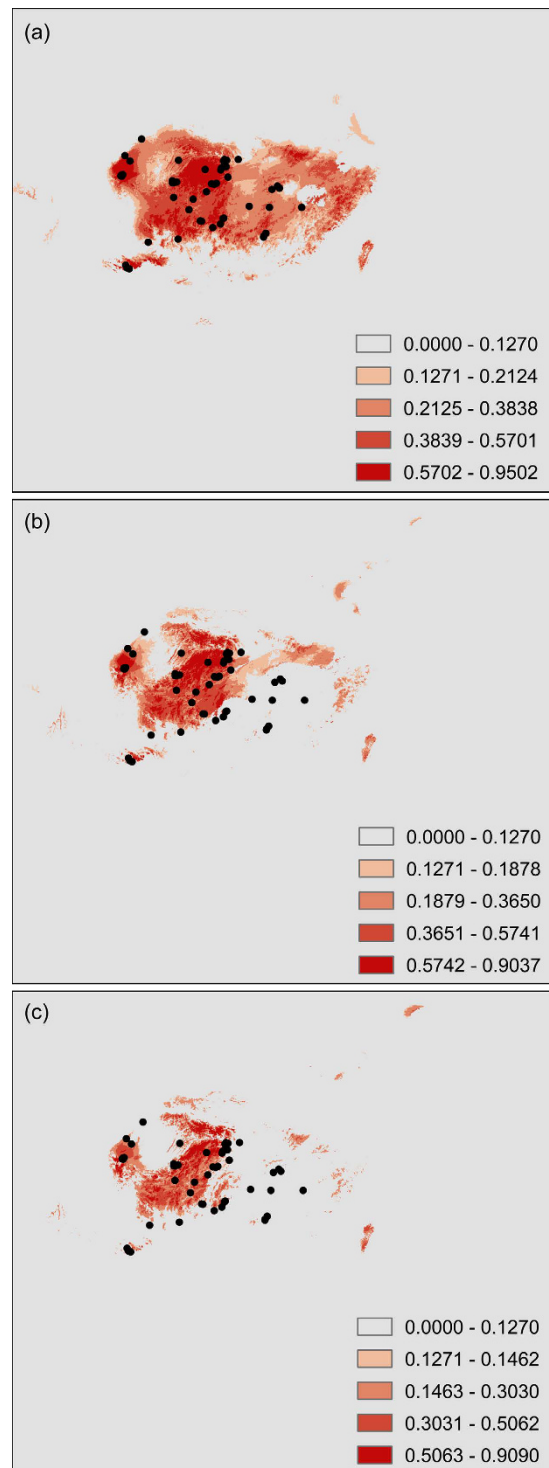 (a)
0.0000 - 0.1270
0.1271 - 0.2124
0.2125 - 0.3838
0.3839 - 0.5701
0.5702 - 0.9502
(b)
0.0000 - 0.1270
0.1271 - 0.1878
0.1879 - 0.3650
0.3651 - 0.5741
0.5742 - 0.9037
(c)
0.0000 - 0.1270
0.1271 - 0.1462
0.1463 - 0.3030
0.3031 - 0.5062
0.5063 - 0.9090